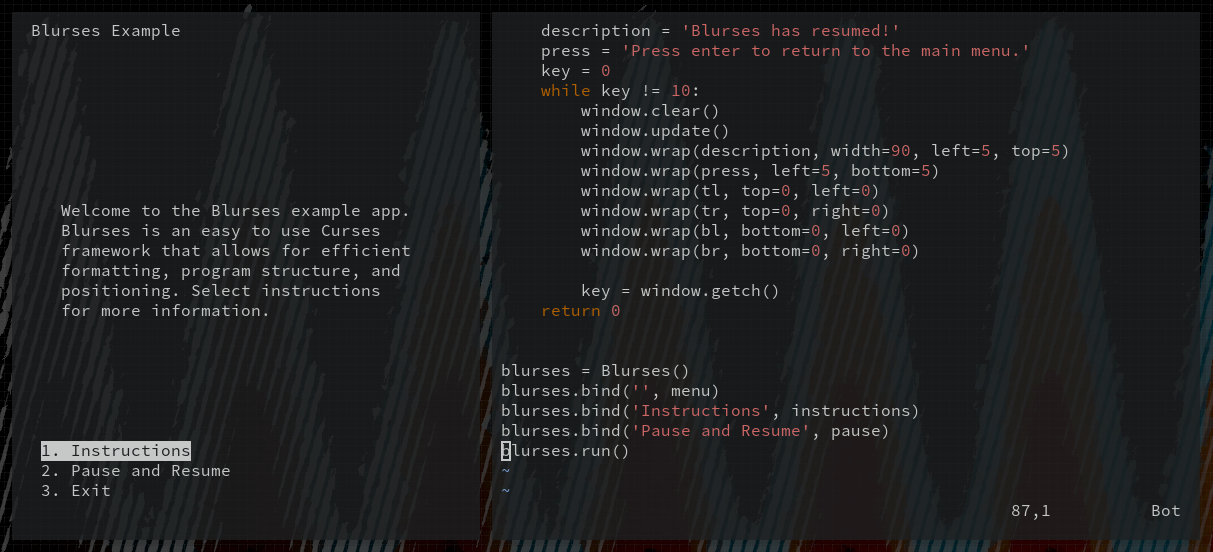 Blurses Example
Welcome to the Blurses example app.
Blurses is an easy to use Curses
framework that allows for efficient
formatting, program structure, and
positioning. Select instructions
for more information.
1. Instructions
2. Pause and Resume
3. Exit
    description = 'Blurses has resumed!'
    press = 'Press enter to return to the main menu.'
    key = 0
    while key != 10:
        window.clear()
        window.update()
        window.wrap(description, width=90, left=5, top=5)
        window.wrap(press, left=5, bottom=5)
        window.wrap(tl, top=0, left=0)
        window.wrap(tr, top=0, right=0)
        window.wrap(bl, bottom=0, left=0)
        window.wrap(br, bottom=0, right=0)
        key = window.getch()
    return 0
blurses = Blurses()
blurses.bind('', menu)
blurses.bind('Instructions', instructions)
blurses.bind('Pause and Resume', pause)
blurses.run()
~
~
87,1 Bot